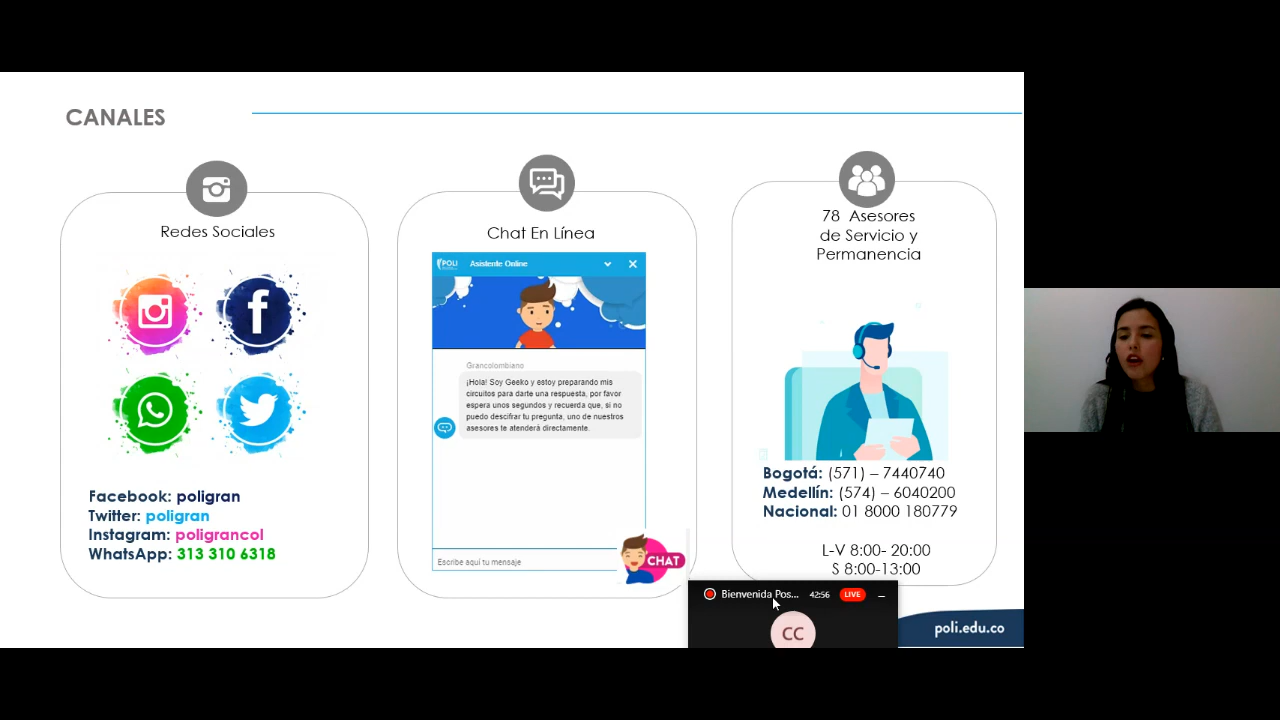 CANALES
Redes Sociales
Facebook: poligran
Twitter: poligran
Instagram: poligrancol
WhatsApp: 313 310 6318
Chat En Línea
POLI
Asistente Online
Grancolombiano
¡Hola! Soy Geeko y estoy preparando mis
circuitos para darte una respuesta, por favor
espera unos segundos y recuerda que, si no
puedo descifrar tu pregunta, uno de nuestros
asesores te atenderá directamente.
Escribe aquí tu mensaje
CHAT
78 Asesores
de Servicio y
Permanencia
Bogotá: (571) – 7440740
Medellín: (574) – 6040200
Nacional: 01 8000 180779
L-V 8:00- 20:00
S 8:00-13:00
Bienvenida Pos... 42:56 LIVE
CC
poli.edu.co